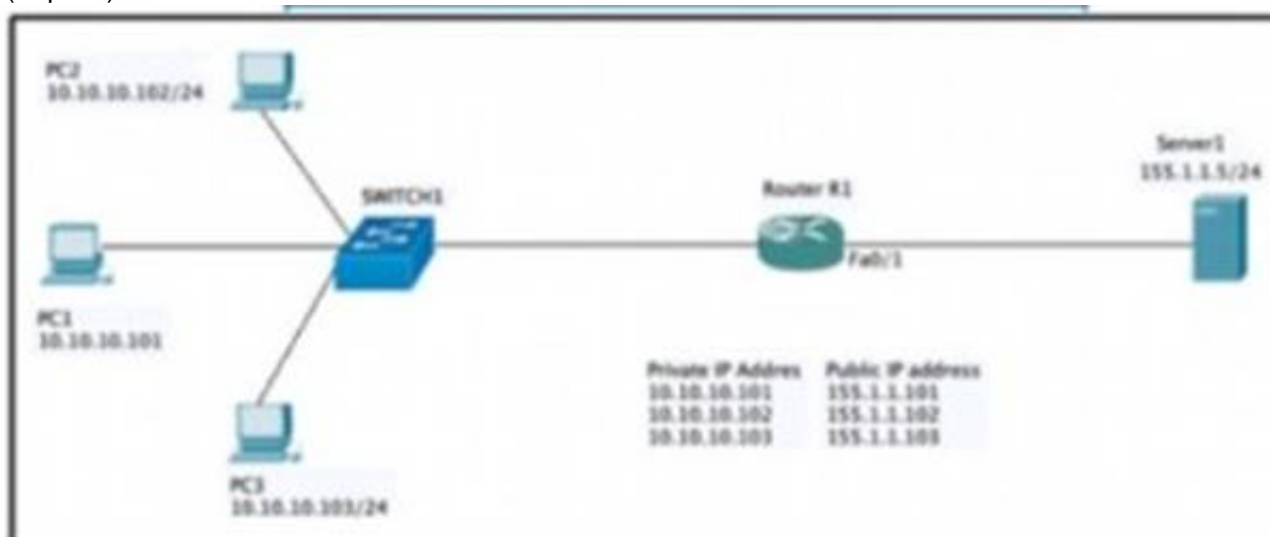 PC2
10.10.10.102/24
SWITCH1
PC1
10.10.10.101
PC3
10.10.10.103/24
Router R1
Fa0/1
Server1
155.1.1.5/24
Private IP Addres Public IP address
10.10.10.101 155.1.1.101
10.10.10.102 155.1.1.102
10.10.10.103 155.1.1.103